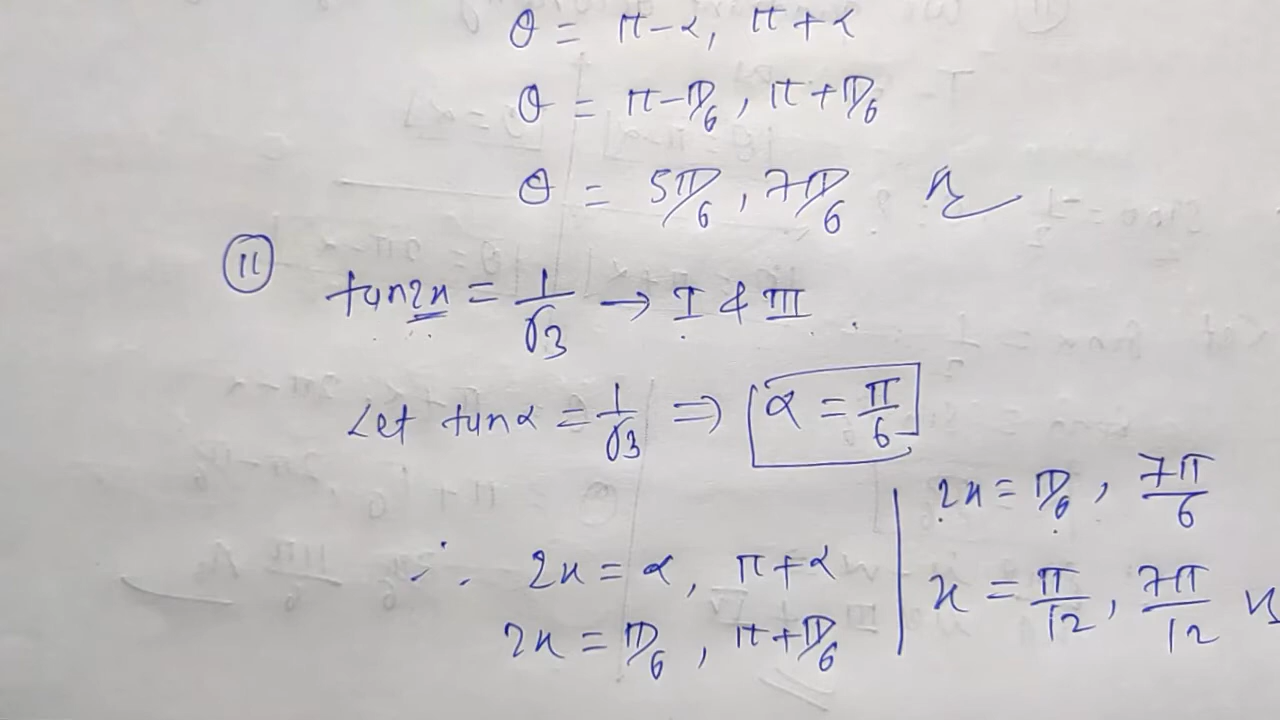 θ = π-α, π+α
θ = π-π/6, π+π/6
θ = 5π/6, 7π/6
(11) tan2x = 1/√3 → I & III
Let tanα = 1/√3 ⇒ α = π/6
∴ 2x = α, π+α
2x = π/6, π+π/6
2x = π/6, 7π/6
x = π/12, 7π/12